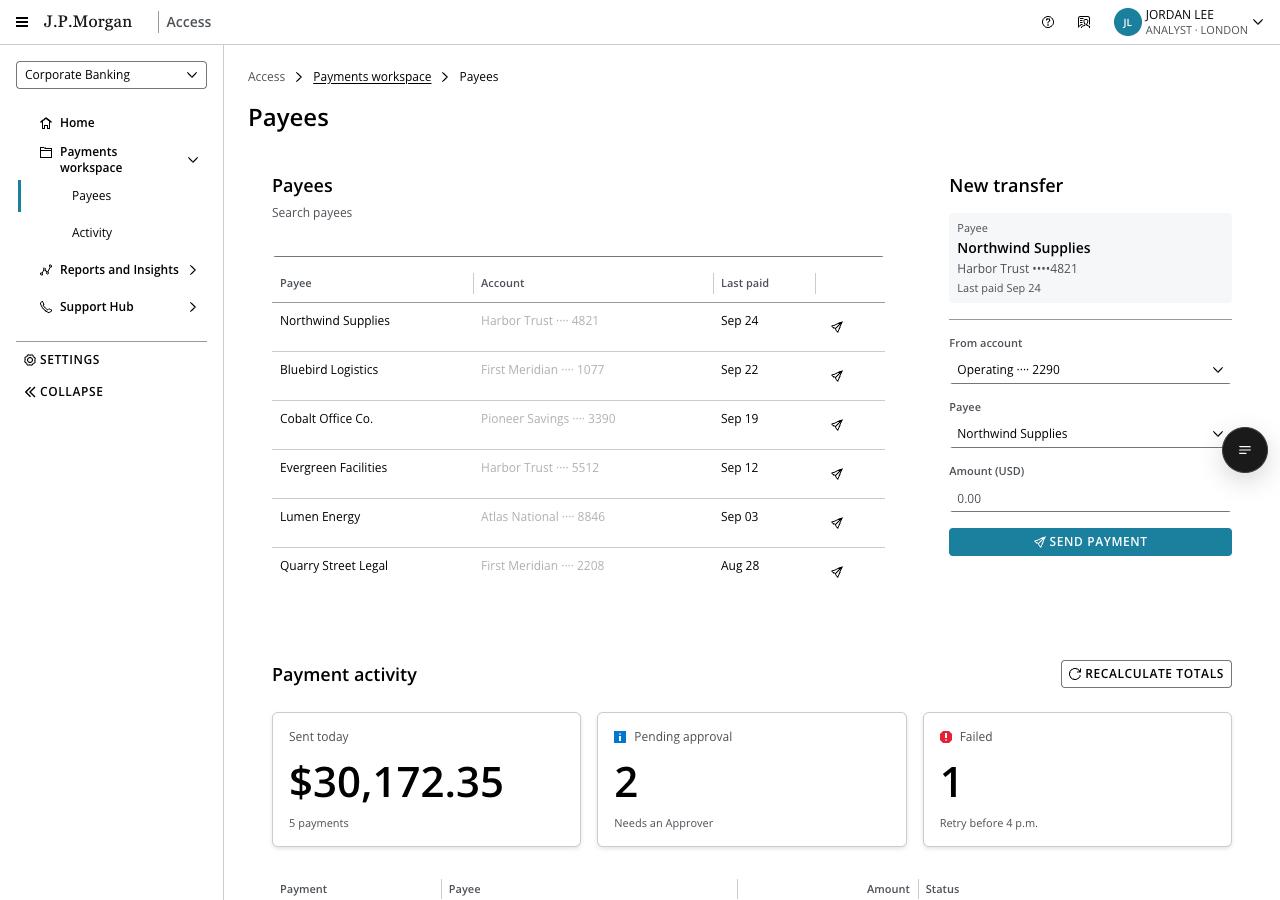 J.P.Morgan
Access
JL
JORDAN LEE
ANALYST · LONDON
Corporate Banking
Home
Payments
workspace
Payees
Activity
Reports and Insights
Support Hub
SETTINGS
COLLAPSE
Access
Payments workspace
Payees
Payees
Payees
Search payees
Payee
Account
Last paid
Northwind Supplies
Harbor Trust ···· 4821
Sep 24
Bluebird Logistics
First Meridian ···· 1077
Sep 22
Cobalt Office Co.
Pioneer Savings ···· 3390
Sep 19
Evergreen Facilities
Harbor Trust ···· 5512
Sep 12
Lumen Energy
Atlas National ···· 8846
Sep 03
Quarry Street Legal
First Meridian ···· 2208
Aug 28
New transfer
Payee
Northwind Supplies
Harbor Trust ••••4821
Last paid Sep 24
From account
Operating ···· 2290
Payee
Northwind Supplies
Amount (USD)
0.00
SEND PAYMENT
Payment activity
RECALCULATE TOTALS
Sent today
$30,172.35
5 payments
Pending approval
2
Needs an Approver
Failed
1
Retry before 4 p.m.
Payment
Payee
Amount
Status